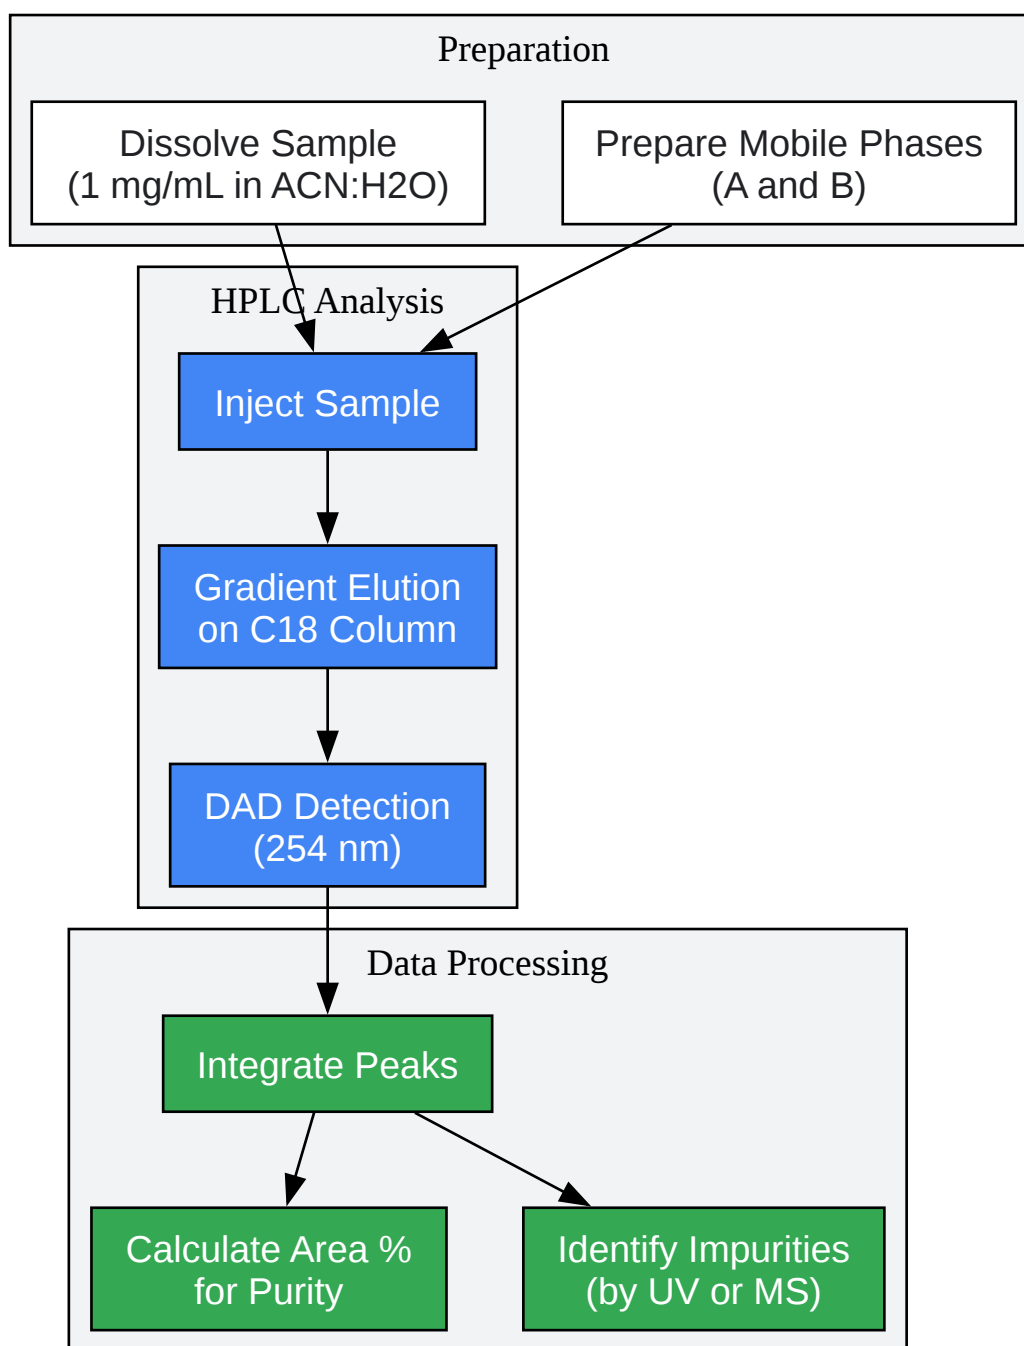 Preparation
Dissolve Sample
(1 mg/mL in ACN:H2O)
Prepare Mobile Phases
(A and B)
HPLC Analysis
Inject Sample
Gradient Elution
on C18 Column
DAD Detection
(254 nm)
Data Processing
Integrate Peaks
Calculate Area %
for Purity
Identify Impurities
(by UV or MS)